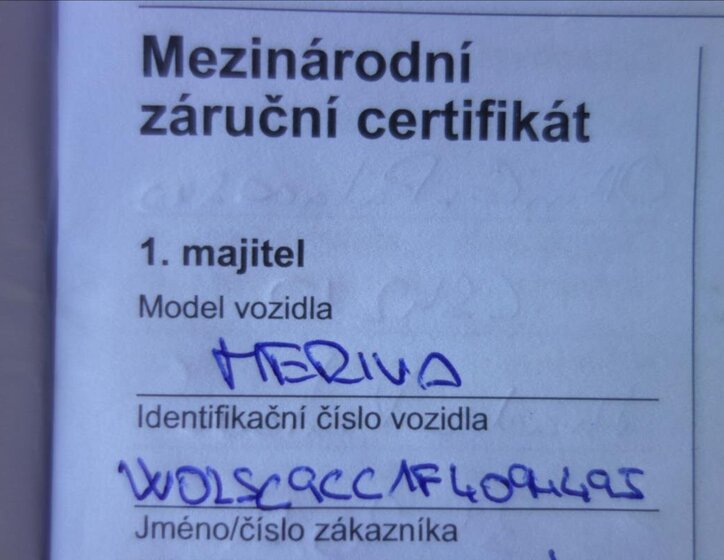 Mezinárodní
záruční certifikát
1. majitel
Model vozidla
MERIVA
Identifikační číslo vozidla
W0LSC9CC1F4094495
Jméno/číslo zákazníka